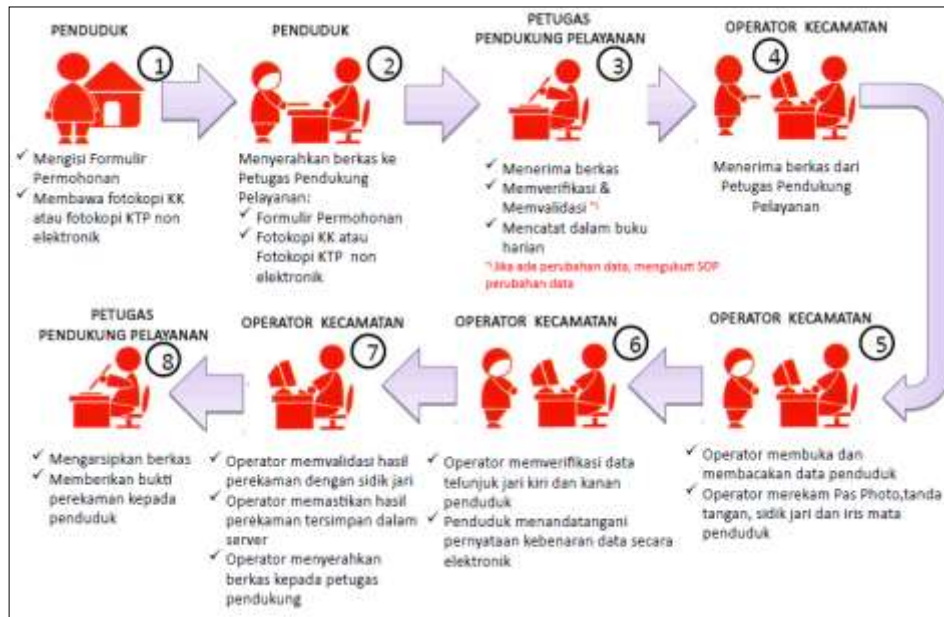 PENDUDUK
1
✓ Mengisi Formulir
Permohonan
✓ Membawa fotokopi KK
atau fotokopi KTP non
elektronik
PENDUDUK
2
Menyerahkan berkas ke
Petugas Pendukung
Pelayanan:
✓ Formulir Permohonan
✓ Fotokopi KK atau
Fotokopi KTP non
elektronik
PETUGAS
PENDUKUNG PELAYANAN
3
✓ Menerima berkas
✓ Memverifikasi &
Memvalidasi *)
✓ Mencatat dalam buku
harian
*)Jika ada perubahan data, mengukum SOP
perubahan data
OPERATOR KECAMATAN
4
Menerima berkas dari
Petugas Pendukung
Pelayanan
OPERATOR KECAMATAN
5
✓ Operator membuka dan
membacakan data penduduk
✓ Operator merekam Pas Photo,tanda
tangan, sidik jari dan Iris mata
penduduk
OPERATOR KECAMATAN
6
✓ Operator memverifikasi data
telunjuk jari kiri dan kanan
penduduk
✓ Penduduk menandatangani
pernyataan kebenaran data secara
elektronik
OPERATOR KECAMATAN
7
✓ Operator memvalidasi hasil
perekaman dengan sidik jari
✓ Operator memastikan hasil
perekaman tersimpan dalam
server
✓ Operator menyerahkan
berkas kepada petugas
pendukung
PETUGAS
PENDUKUNG PELAYANAN
8
✓ Mengarsipkan berkas
✓ Memberikan bukti
perekaman kepada
penduduk